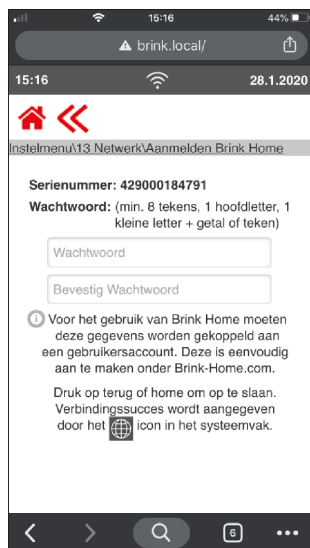 15:16
44%
brink.local/
15:16
28.1.2020
Instelmenu\13 Netwerk\Aanmelden Brink Home
Serienummer: 429000184791
Wachtwoord: (min. 8 tekens, 1 hoofdletter, 1
kleine letter + getal of teken)
Wachtwoord
Bevestig Wachtwoord
Voor het gebruik van Brink Home moeten
deze gegevens worden gekoppeld aan
een gebruikersaccount. Deze is eenvoudig
aan te maken onder Brink-Home.com.
Druk op terug of home om op te slaan.
Verbindingssucces wordt aangegeven
door het icon in het systeemvak.
6